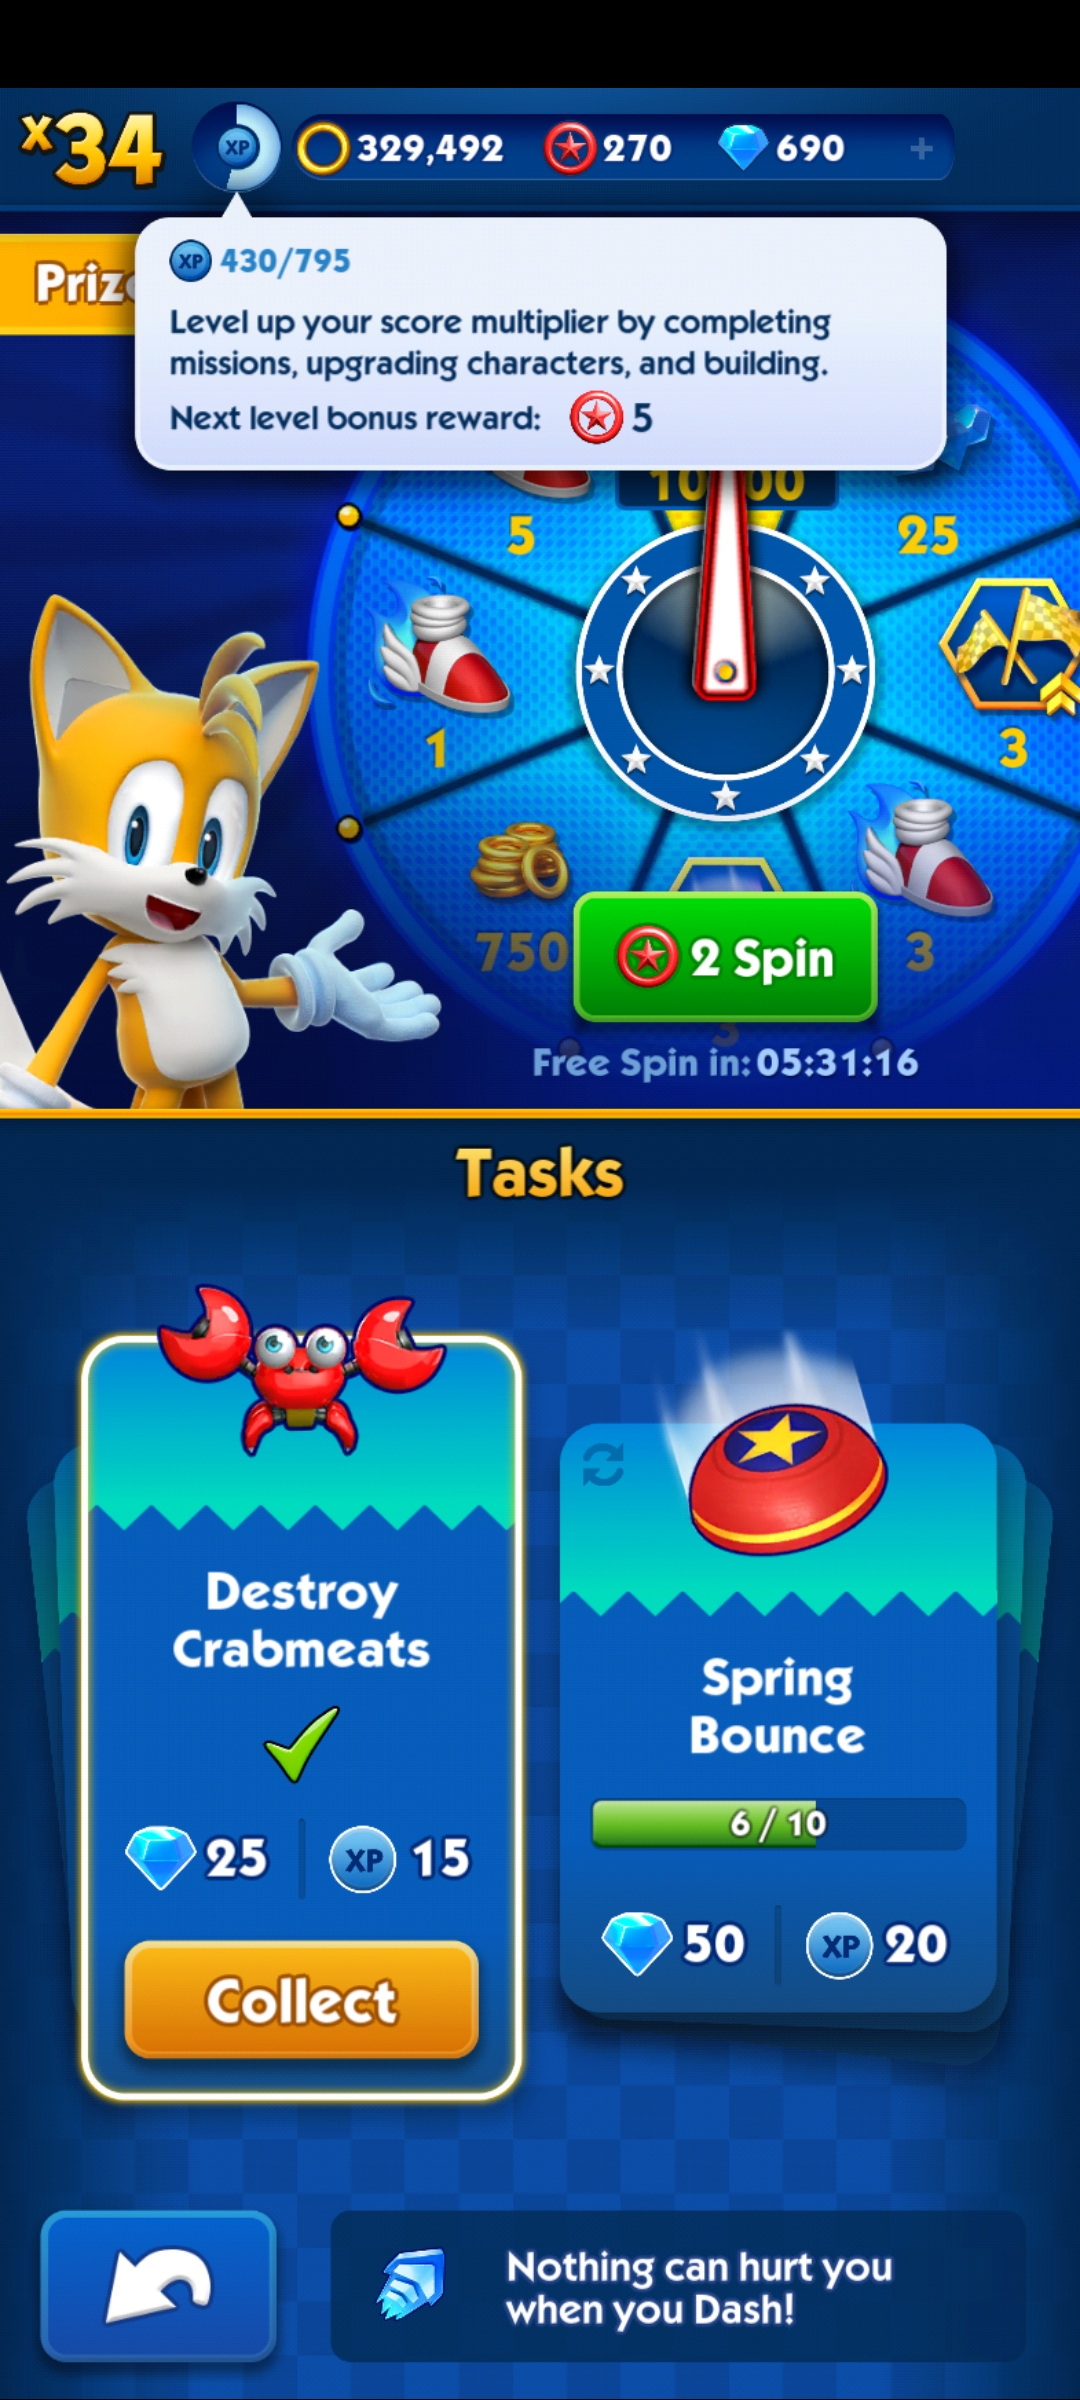 x34
XP
329,492
270
690
+
XP 430/795
Level up your score multiplier by completing
missions, upgrading characters, and building.
Next level bonus reward: 5
5
25
1
3
750
2 Spin
3
3
Free Spin in: 05:31:16
Tasks
Destroy
Crabmeats
25
XP 15
Collect
Spring
Bounce
6 / 10
50
XP 20
Nothing can hurt you
when you Dash!